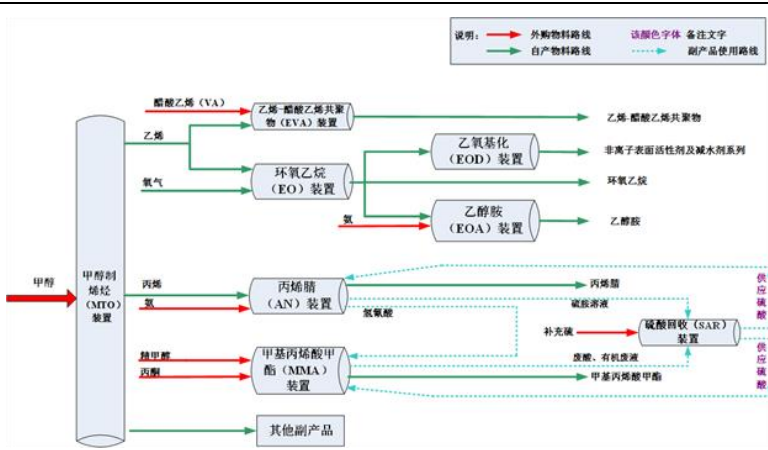 说明： 外购物料路线 该颜色字体 备注文字
自产物料路线 副产品使用路线
醋酸乙烯（VA）
乙烯-醋酸乙烯共聚
物（EVA）装置
乙烯-醋酸乙烯共聚物
乙烯
乙氧基化
（EOD）装置
非离子表面活性剂及减水剂系列
氧气
环氧乙烷
（EO）装置
环氧乙烷
氨
乙醇胺
（EOA）装置
乙醇胺
甲醇
甲醇制
烯烃
（MTO）
装置
丙烯
氨
丙烯腈
（AN）装置
丙烯腈
硫胺溶液
氢氰酸
供应硫酸
补充硫
硫酸回收（SAR）
装置
精甲醇
丙酮
甲基丙烯酸甲
酯（MMA）
装置
废酸、有机废液
甲基丙烯酸甲酯
供应硫酸
其他副产品